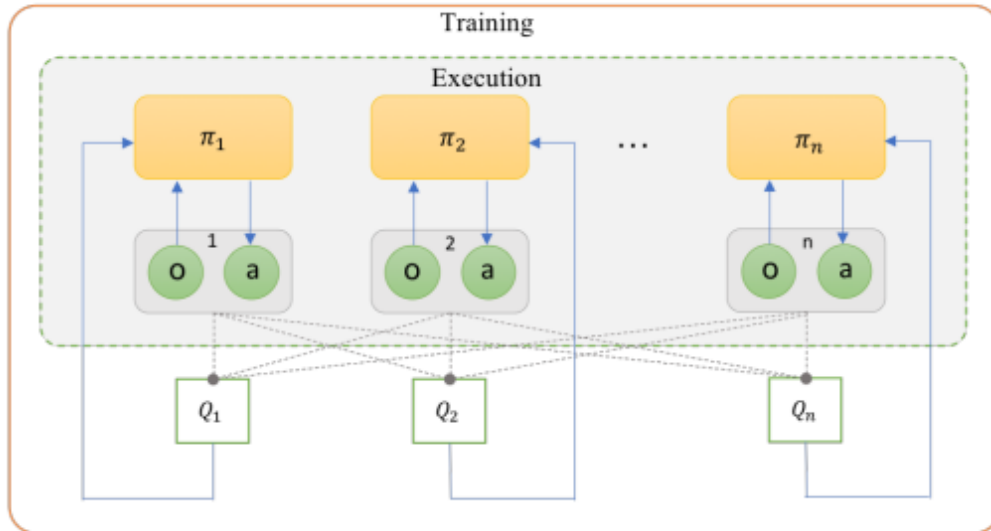 Training
Execution
π₁ π₂ ... πₙ
1 2 n
o a o a o a
Q₁ Q₂ Qₙ